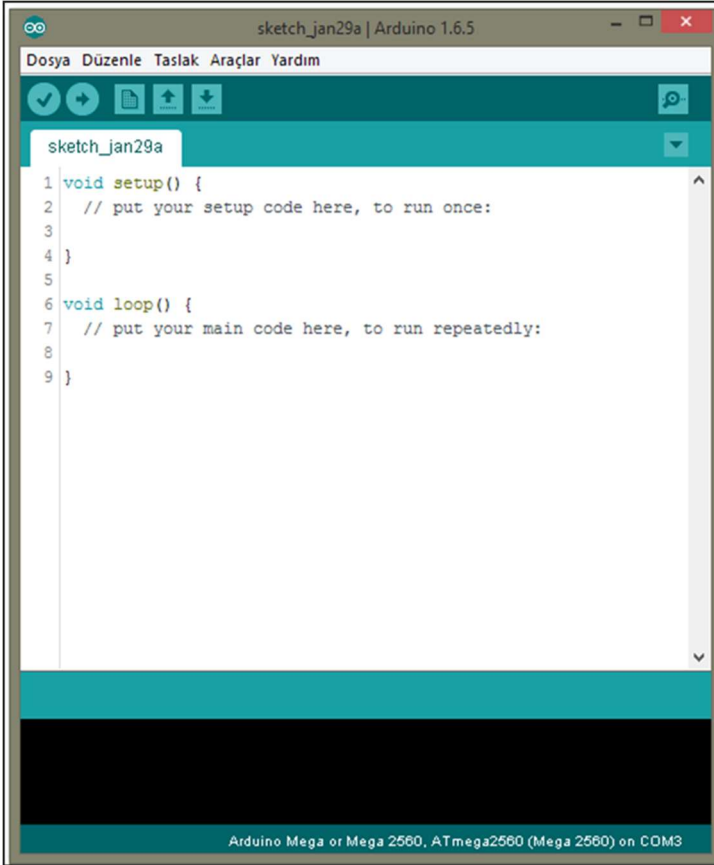 sketch_jan29a | Arduino 1.6.5
Dosya Düzenle Taslak Araçlar Yardım
sketch_jan29a
1 void setup() {
2   // put your setup code here, to run once:
3
4 }
5
6 void loop() {
7   // put your main code here, to run repeatedly:
8
9 }
Arduino Mega or Mega 2560, ATmega2560 (Mega 2560) on COM3